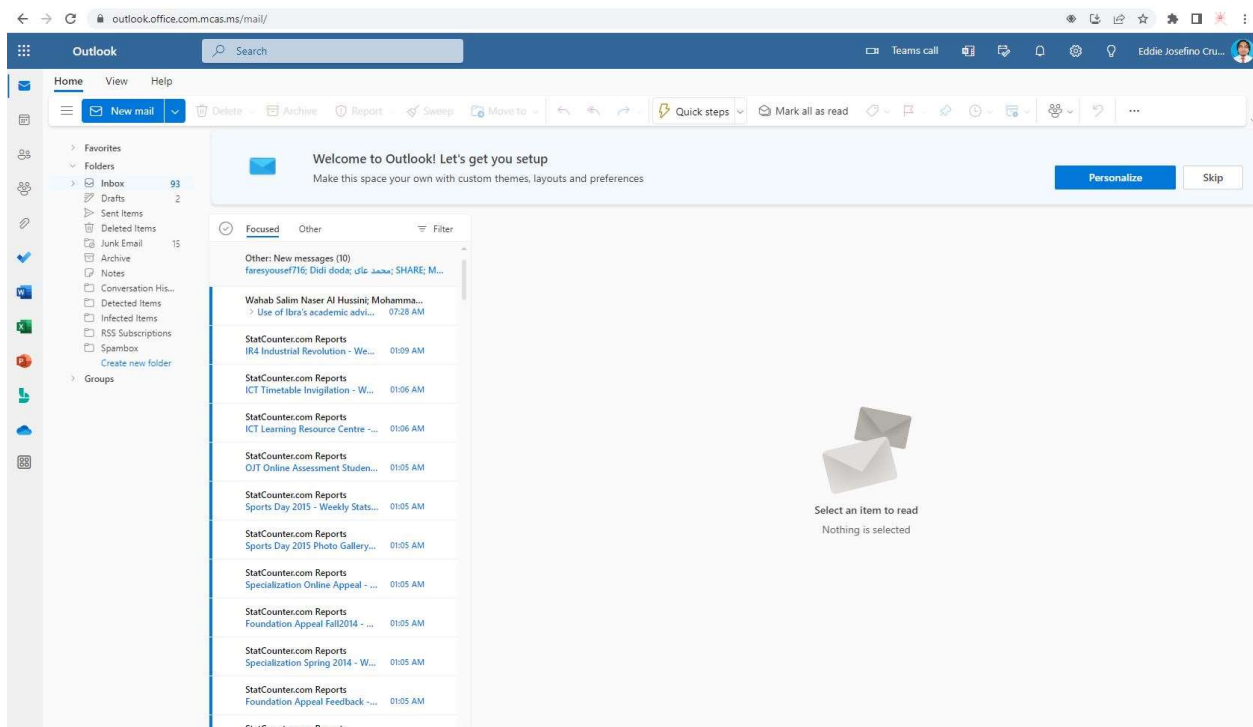 outlook.office.com.mcas.ms/mail/
Outlook
Search
Teams call
Eddie Josefino Cru...
Home View Help
New mail
Delete
Archive
Report
Sweep
Move to
Quick steps
Mark all as read
Favorites
Folders
Inbox 93
Drafts 2
Sent Items
Deleted Items
Junk Email 15
Archive
Notes
Conversation His...
Detected Items
Infected Items
RSS Subscriptions
Spambox
Create new folder
Groups
Welcome to Outlook! Let's get you setup
Make this space your own with custom themes, layouts and preferences
Personalize
Skip
Focused Other Filter
Other: New messages (10)
faresyousef716; Didi doda; محمد عاى; SHARE; M...
Wahab Salim Naser Al Hussini; Mohamma...
Use of Ibra's academic advi... 07:28 AM
StatCounter.com Reports
IR4 Industrial Revolution - We... 01:09 AM
StatCounter.com Reports
ICT Timetable Invigilation - W... 01:06 AM
StatCounter.com Reports
ICT Learning Resource Centre -... 01:06 AM
StatCounter.com Reports
OJT Online Assessment Studen... 01:05 AM
StatCounter.com Reports
Sports Day 2015 - Weekly Stats... 01:05 AM
StatCounter.com Reports
Sports Day 2015 Photo Gallery... 01:05 AM
StatCounter.com Reports
Specialization Online Appeal - ... 01:05 AM
StatCounter.com Reports
Foundation Appeal Fall2014 - ... 01:05 AM
StatCounter.com Reports
Specialization Spring 2014 - W... 01:05 AM
StatCounter.com Reports
Foundation Appeal Feedback -... 01:05 AM
Select an item to read
Nothing is selected